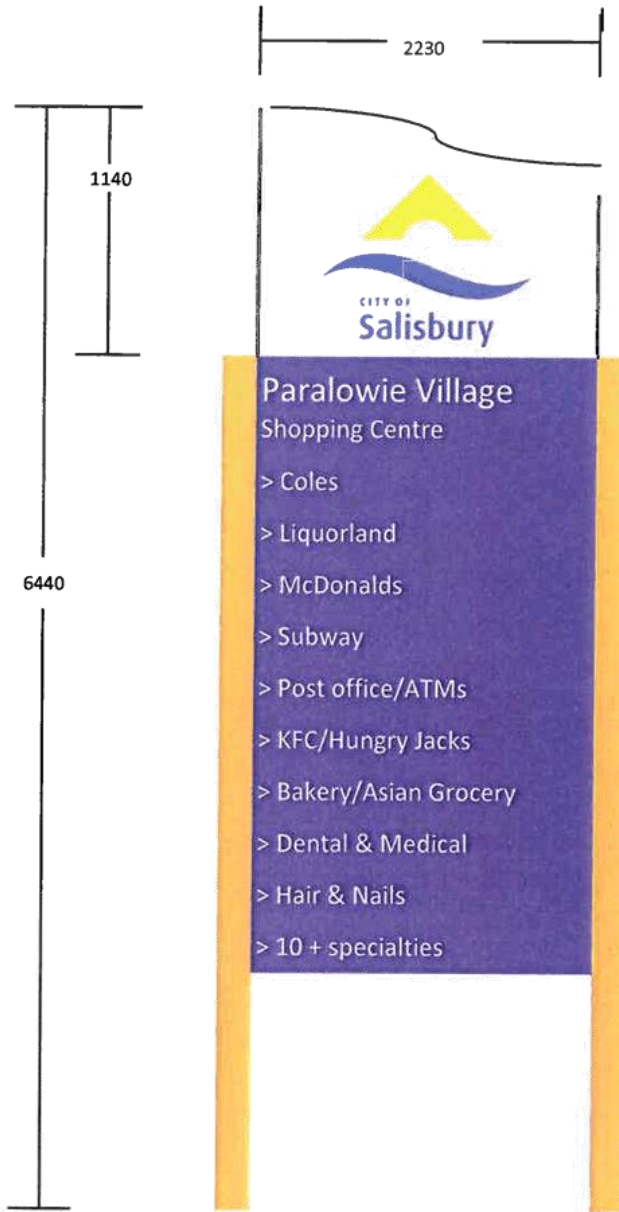 2230
1140
CITY OF
Salisbury
Paralowie Village
Shopping Centre
> Coles
> Liquorland
> McDonalds
6440
> Subway
> Post office/ATMs
> KFC/Hungry Jacks
> Bakery/Asian Grocery
> Dental & Medical
> Hair & Nails
> 10 + specialties